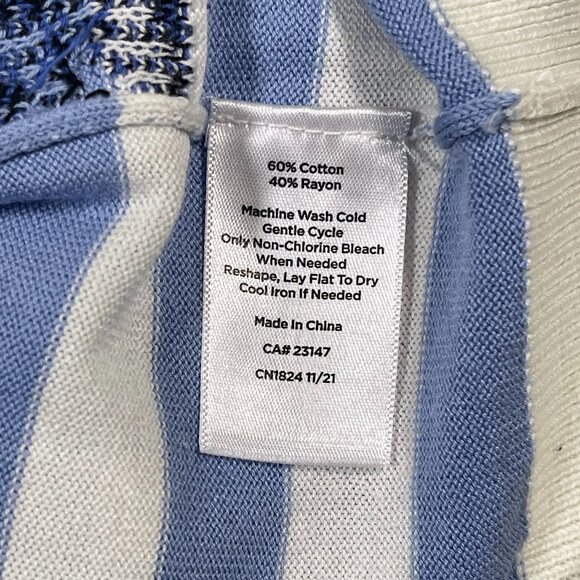 60% Cotton
40% Rayon
Machine Wash Cold
Gentle Cycle
Only Non-Chlorine Bleach
When Needed
Reshape, Lay Flat To Dry
Cool Iron If Needed
Made In China
CA# 23147
CN1824 11/21